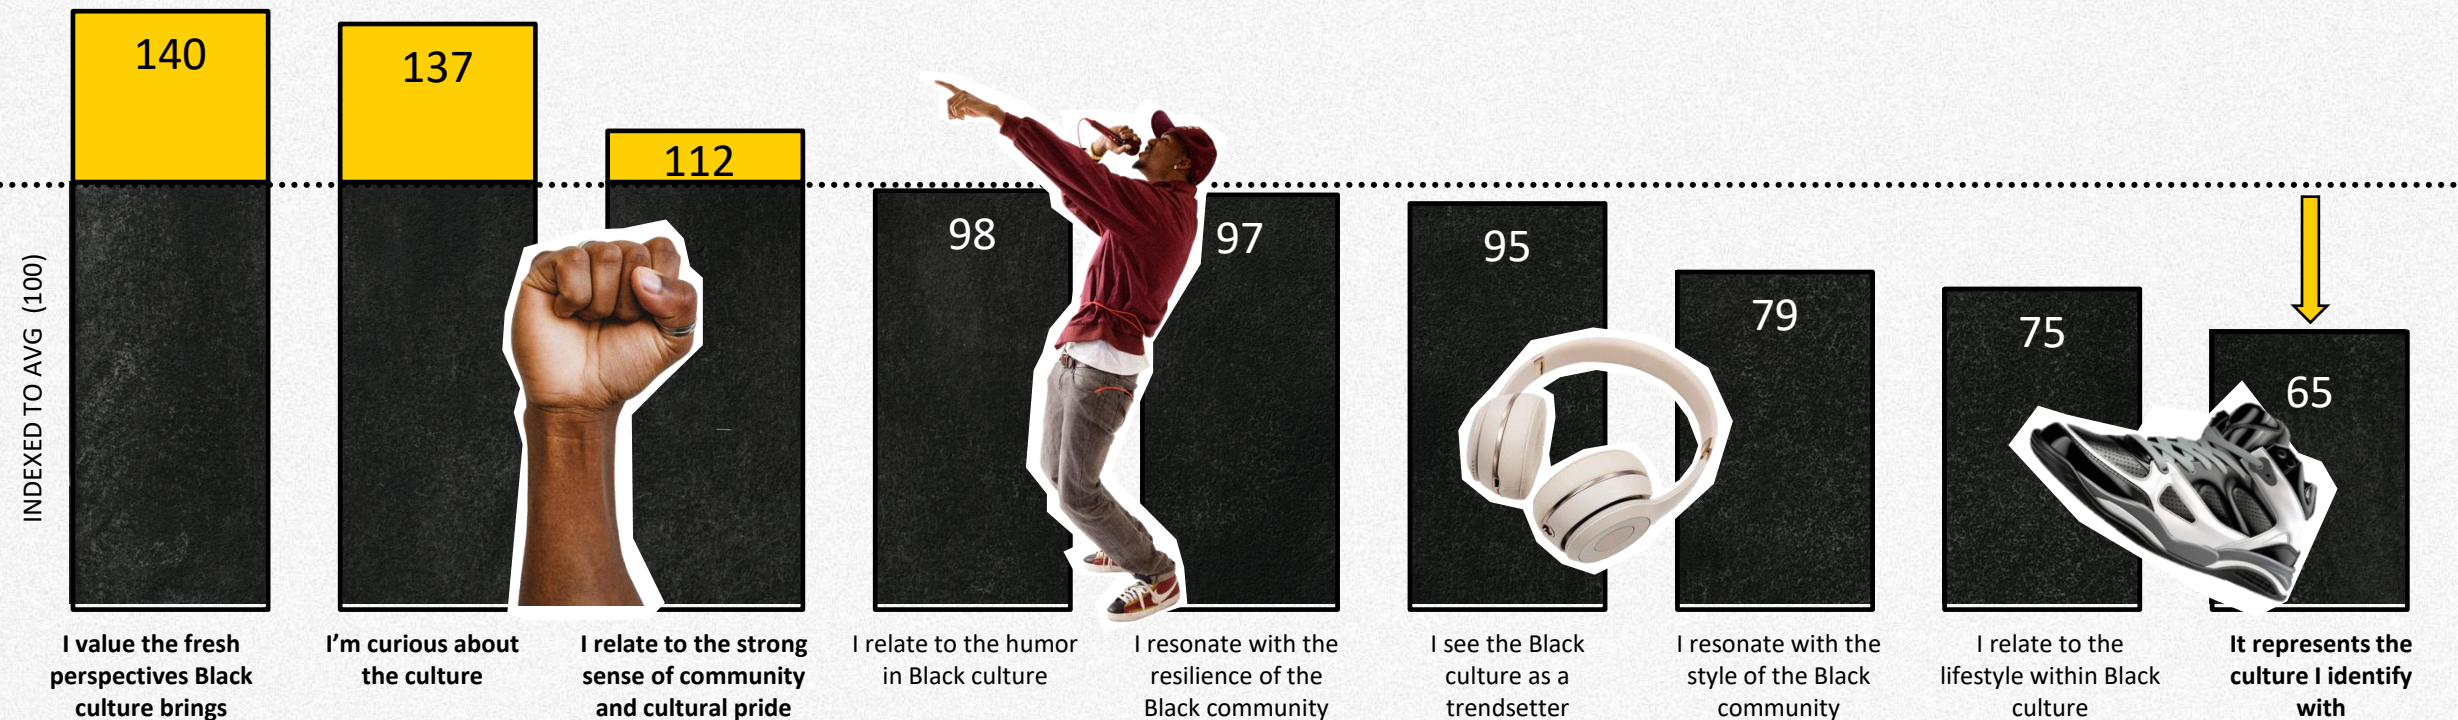 140
137
112
98
97
95
79
75
65
INDEXED TO AVG (100)
I value the fresh
perspectives Black
culture brings
I’m curious about
the culture
I relate to the strong
sense of community
and cultural pride
I relate to the humor
in Black culture
I resonate with the
resilience of the
Black community
I see the Black
culture as a
trendsetter
I resonate with the
style of the Black
community
I relate to the
lifestyle within Black
culture
It represents the
culture I identify
with